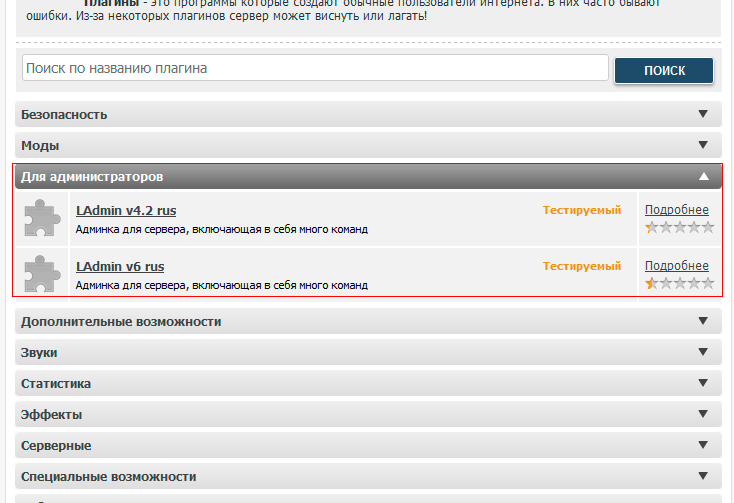 Плагины - это программы которые создают обычные пользователи интернета. В них часто бывают
ошибки. Из-за некоторых плагинов сервер может виснуть или лагать!
Поиск по названию плагина
ПОИСК
Безопасность
Моды
Для администраторов
LAdmin v4.2 rus
Тестируемый
Подробнее
Админка для сервера, включающая в себя много команд
LAdmin v6 rus
Тестируемый
Подробнее
Админка для сервера, включающая в себя много команд
Дополнительные возможности
Звуки
Статистика
Эффекты
Серверные
Специальные возможности